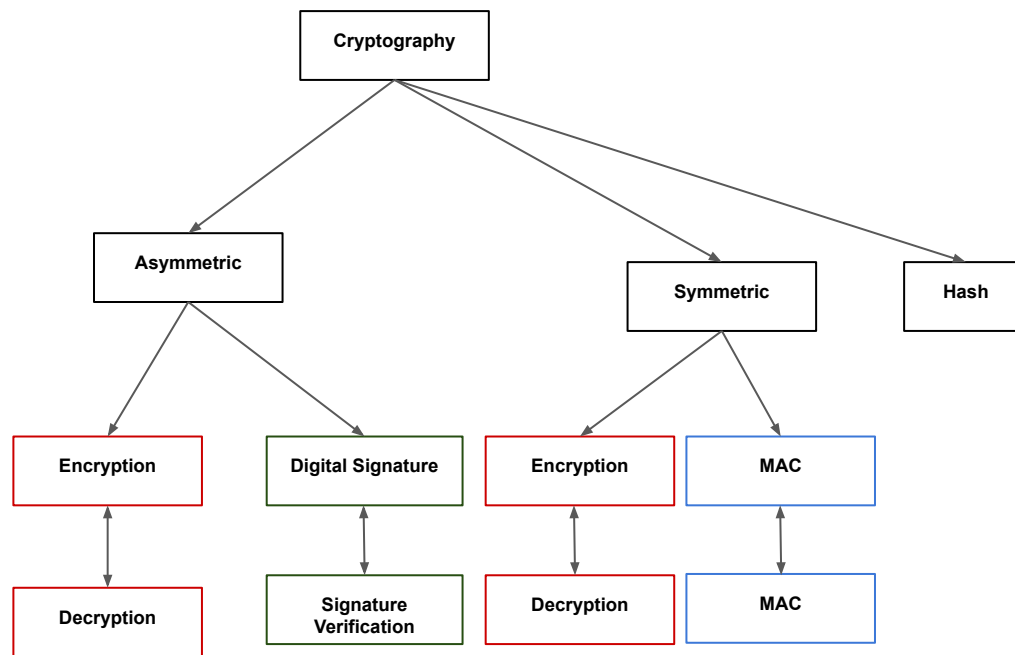 Cryptography
Asymmetric
Symmetric
Hash
Encryption
Digital Signature
Encryption
MAC
Decryption
Signature
Verification
Decryption
MAC